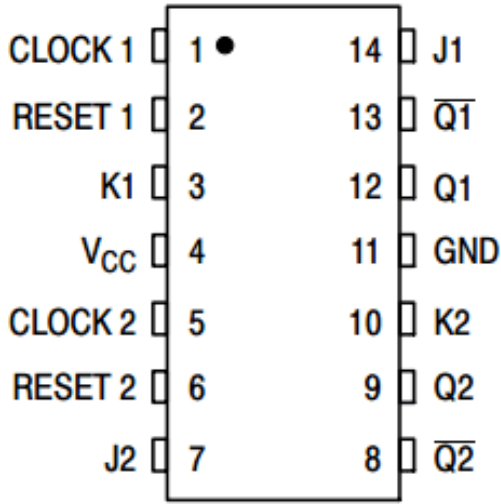 CLOCK 1 1 14 J1
RESET 1 2 13 Q1̅
K1 3 12 Q1
VCC 4 11 GND
CLOCK 2 5 10 K2
RESET 2 6 9 Q2
J2 7 8 Q2̅